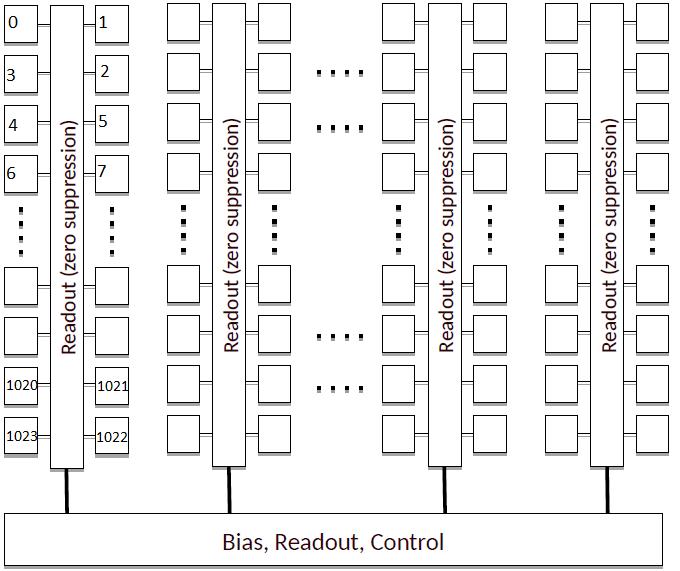 0 1
3 2
4 5
6 7
1020 1021
1023 1022
Readout (zero suppression)
Readout (zero suppression)
Readout (zero suppression)
Readout (zero suppression)
Bias, Readout, Control